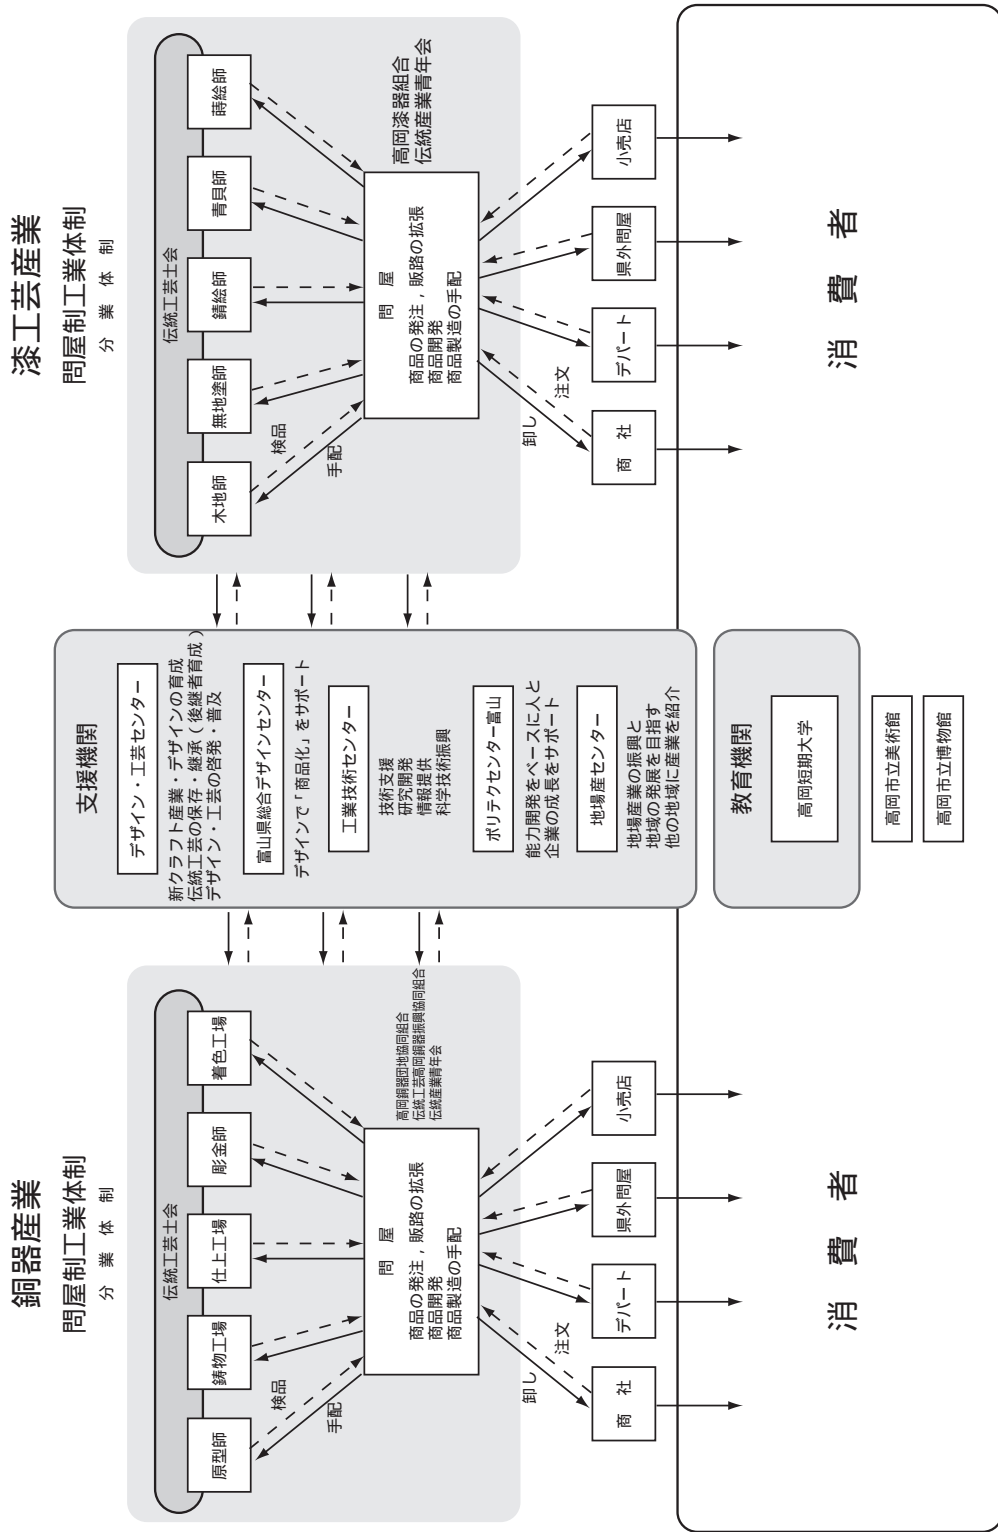 銅器産業
問屋制工業体制
分業体制
伝統工芸士会
原型師
鋳物工場
仕上工場
彫金師
着色工場
検品
手配
問屋
商品の発注，販路の拡張
商品開発
商品製造の手配
高岡銅器団地協同組合
伝統工芸高岡銅器振興協同組合
伝統産業青年会
卸し
注文
商社
デパート
県外問屋
小売店
消費者
支援機関
デザイン・工芸センター
新クラフト産業・デザインの育成
伝統工芸の保存・継承（後継者育成）
デザイン・工芸の啓発・普及
富山県総合デザインセンター
デザインで「商品化」をサポート
工業技術センター
技術支援
研究開発
情報提供
科学技術振興
ポリテクセンター富山
能力開発をベースに人と
企業の成長をサポート
地場産センター
地場産業の振興と
地域の発展を目指す
他の地域に産業を紹介
教育機関
高岡短期大学
高岡市立美術館
高岡市立博物館
漆工芸産業
問屋制工業体制
分業体制
伝統工芸士会
木地師
無地塗師
錆絵師
青貝師
蒔絵師
検品
手配
問屋
商品の発注，販路の拡張
商品開発
商品製造の手配
高岡漆器組合
伝統産業青年会
卸し
注文
商社
デパート
県外問屋
小売店
消費者